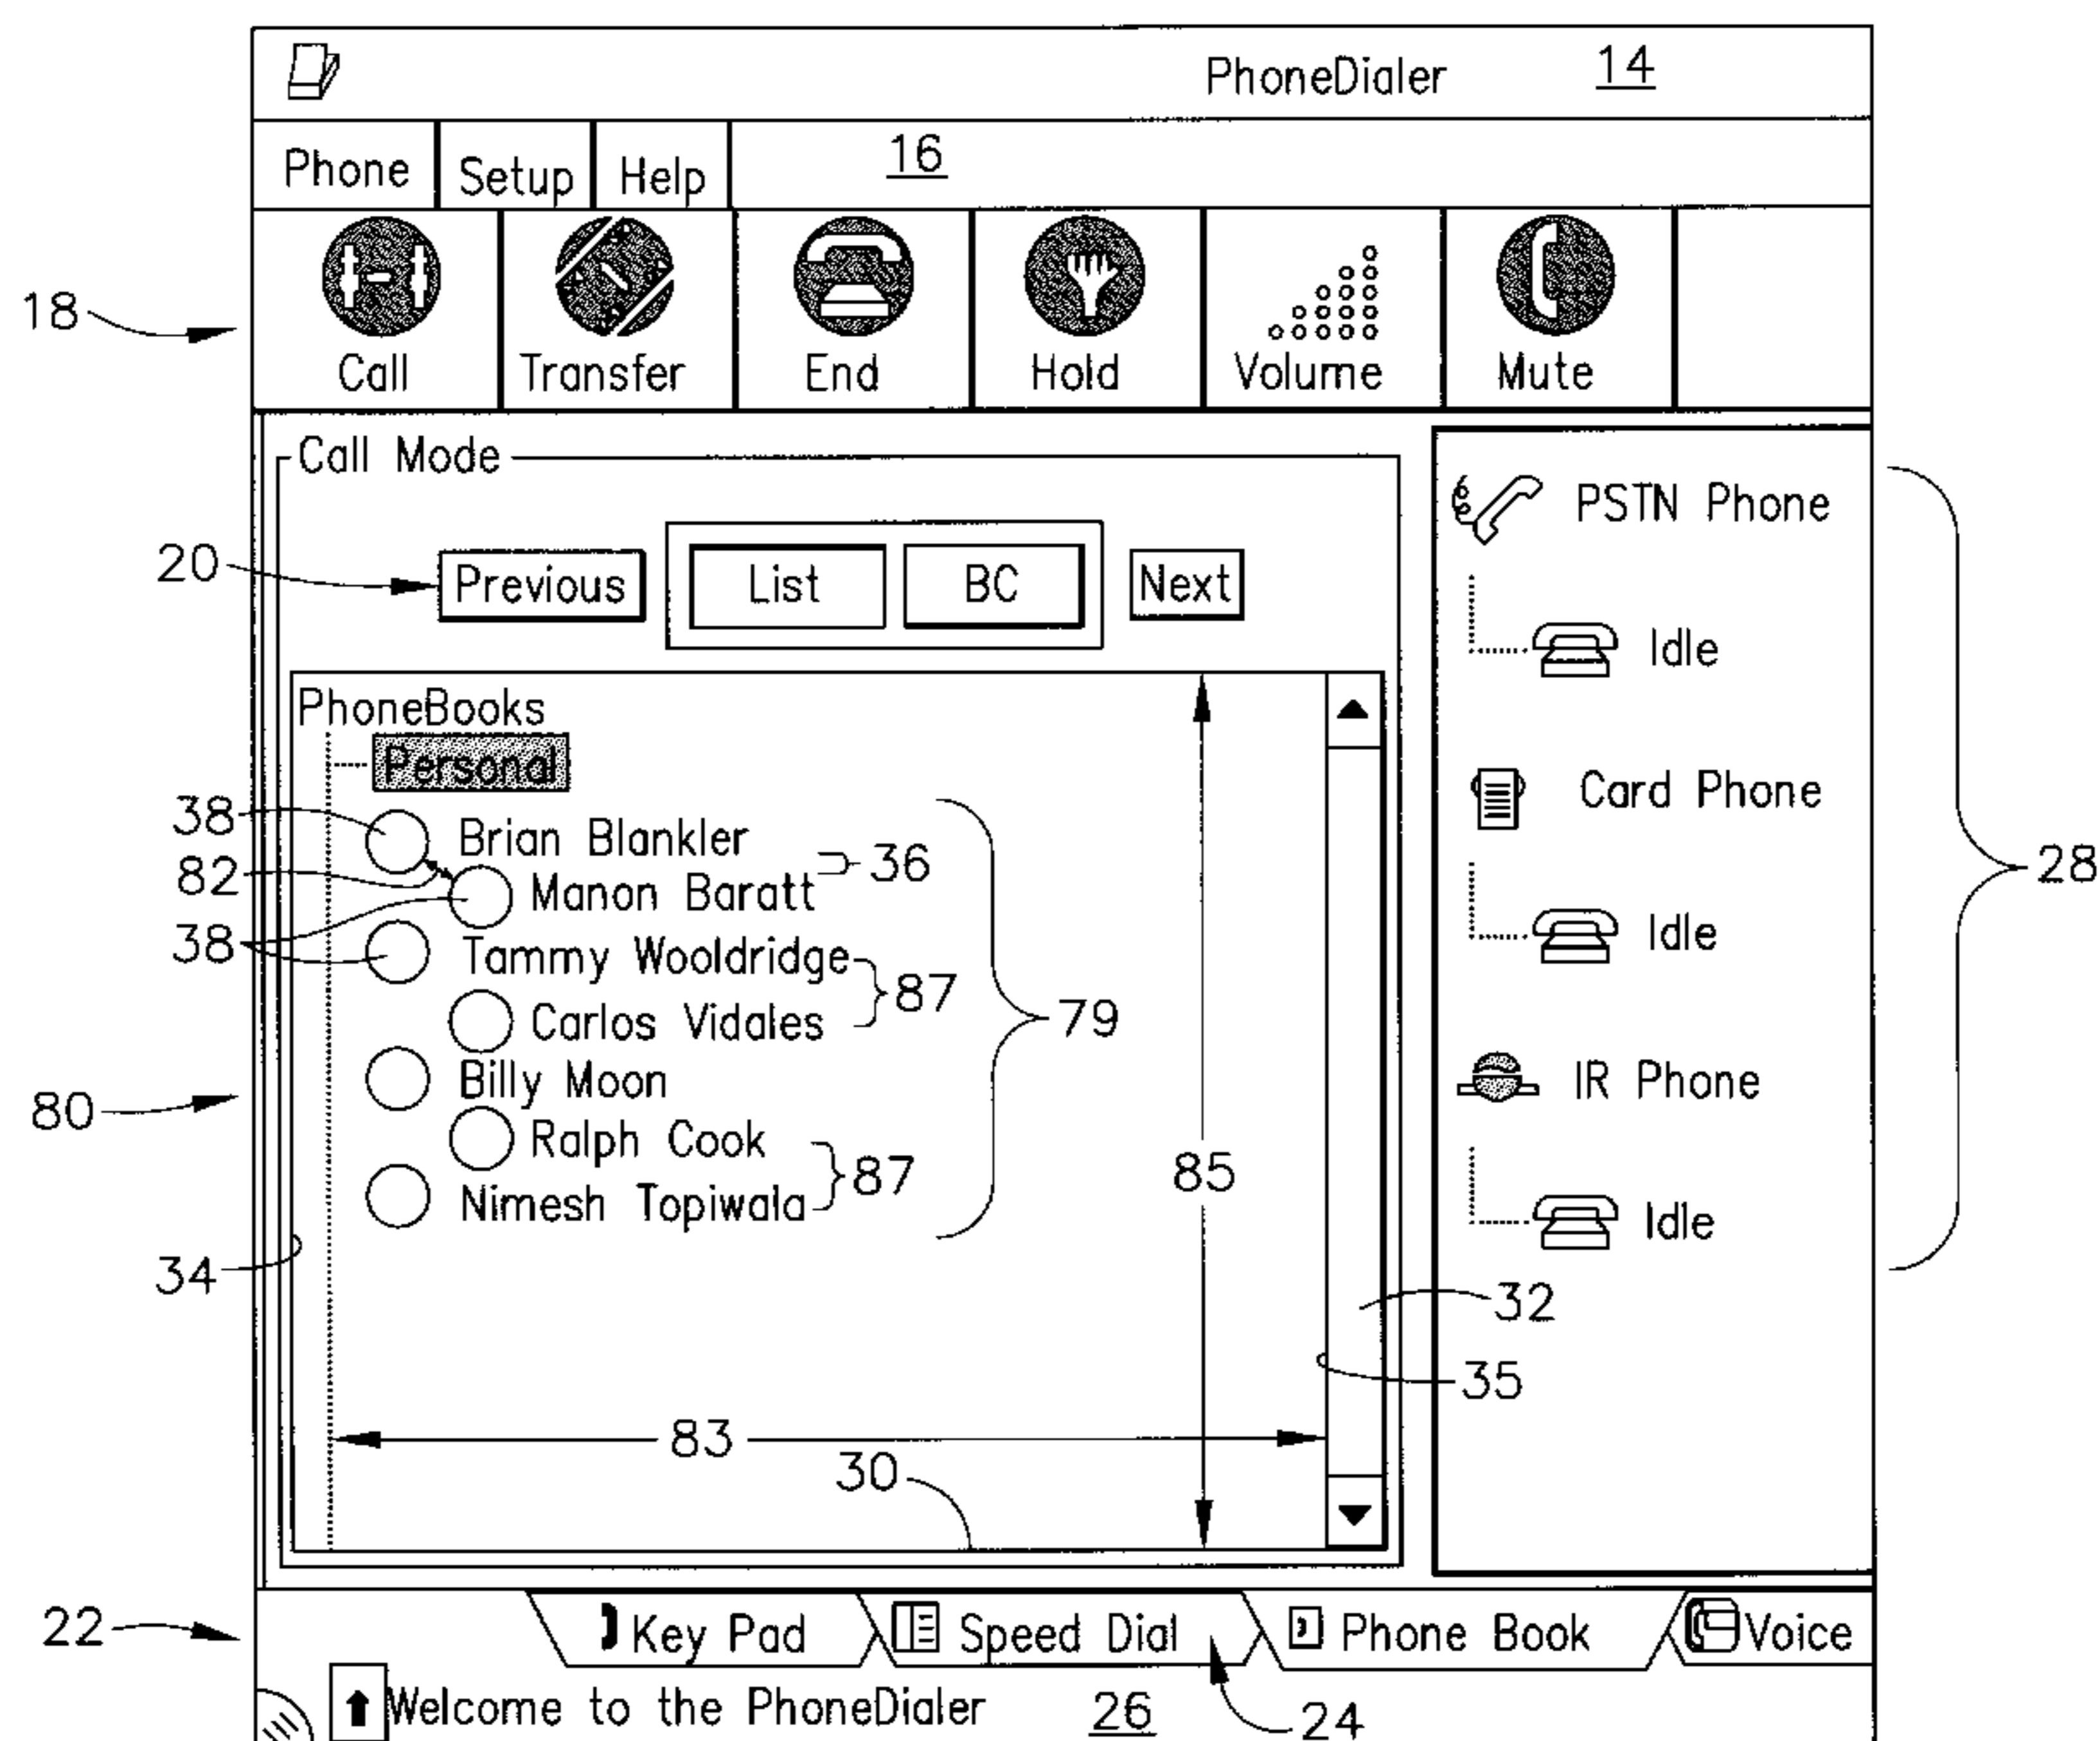 PhoneDialer 14
Phone Setup Help 16
18
Call Transfer End Hold Volume Mute
Call Mode
20 Previous List BC Next
PSTN Phone
Idle
PhoneBooks
Personal
38 Brian Blankler
36
82 Manon Baratt
38 Tammy Wooldridge
87
Carlos Vidales
79
Billy Moon
80
Ralph Cook
87
Nimesh Topiwala
85
Card Phone
28
Idle
IR Phone
Idle
34
32
35
83
30
22
Key Pad Speed Dial Phone Book Voice
Welcome to the PhoneDialer 26 24